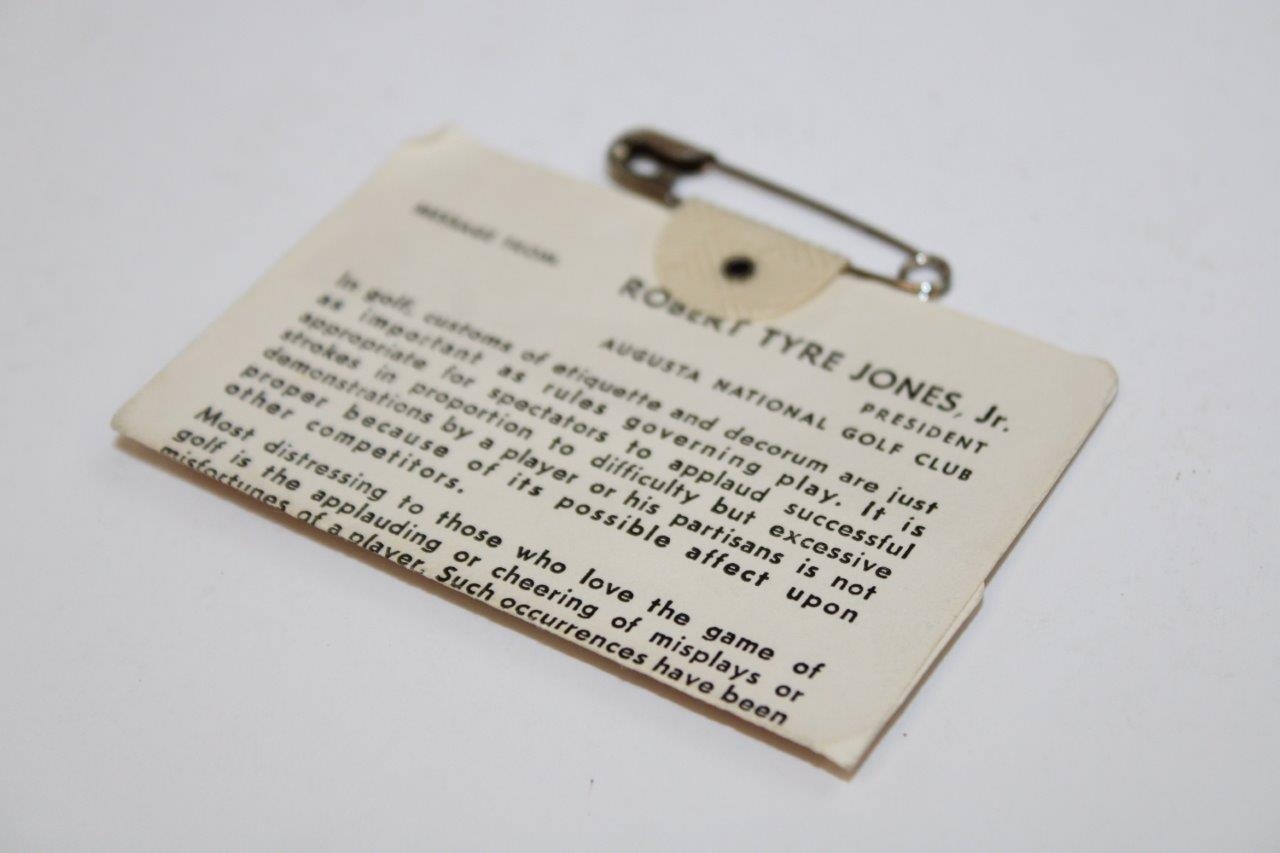 MESSAGE FROM:
ROBERT TYRE JONES, Jr.
PRESIDENT
AUGUSTA NATIONAL GOLF CLUB
In golf, customs of etiquette and decorum are just
as important as rules governing play. It is
appropriate for spectators to applaud successful
strokes in proportion to difficulty but excessive
demonstrations by a player or his partisans is not
proper because of its possible affect upon
other competitors.
Most distressing to those who love the game of
golf is the applauding or cheering of misplays or
misfortunes of a player. Such occurrences have been